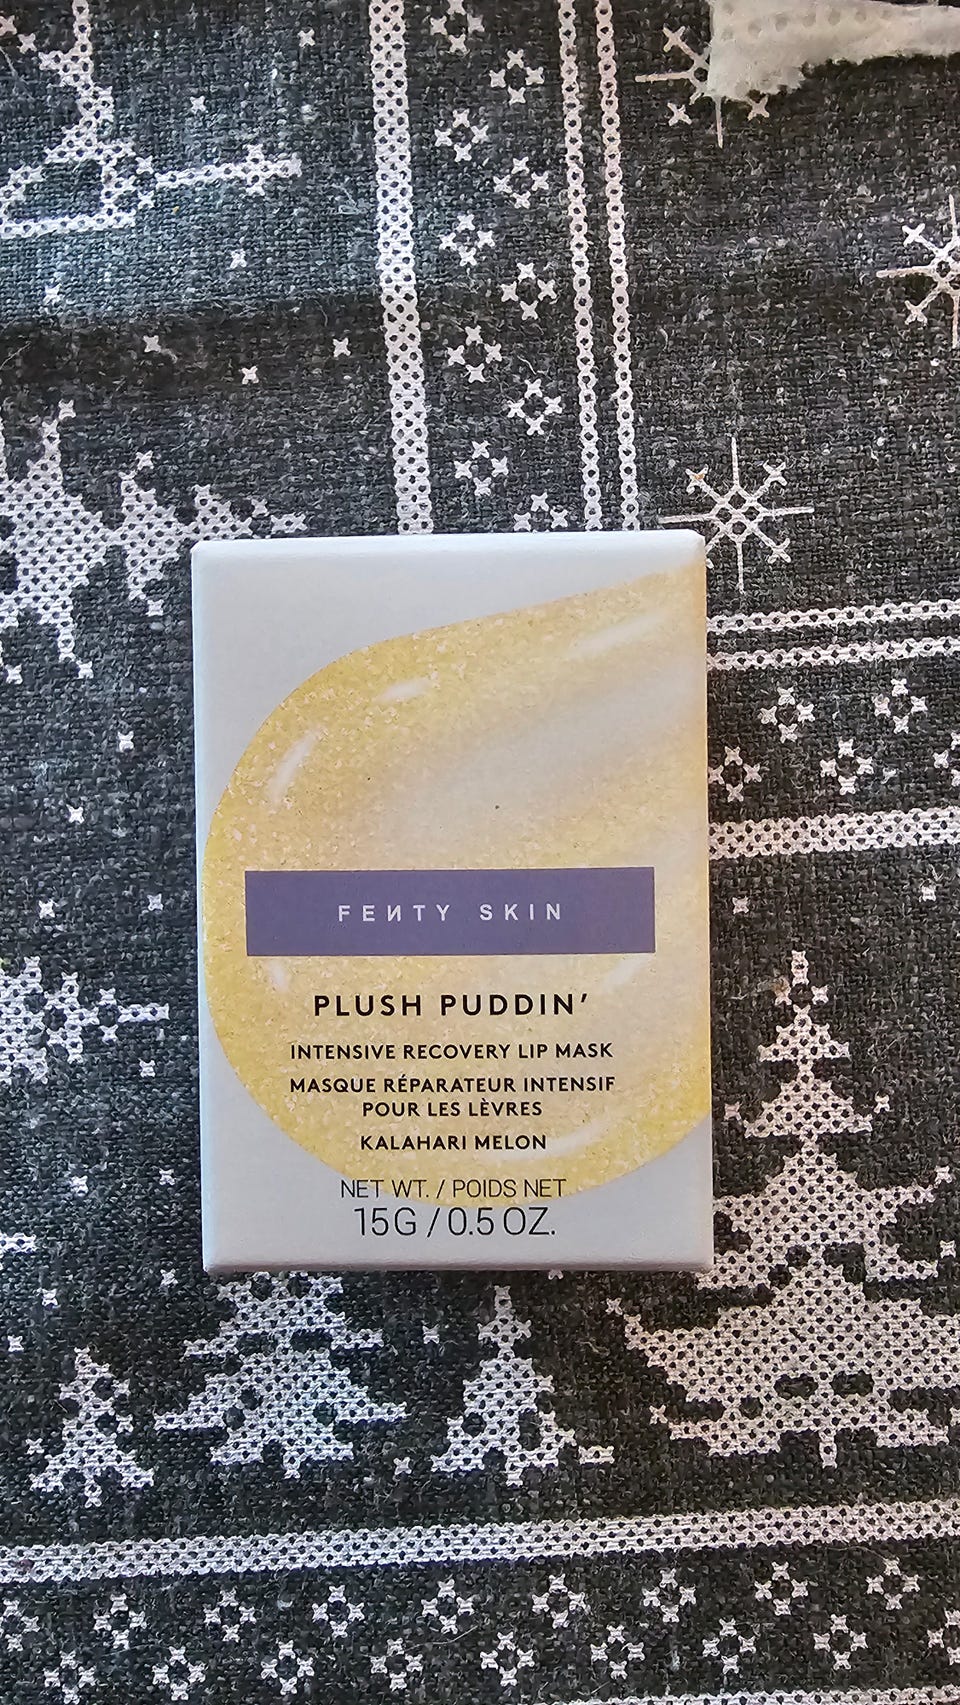 FEИTY SKIN
PLUSH PUDDIN'
INTENSIVE RECOVERY LIP MASK
MASQUE RÉPARATEUR INTENSIF
POUR LES LÈVRES
KALAHARI MELON
NET WT. / POIDS NET
15G / 0.5 OZ.